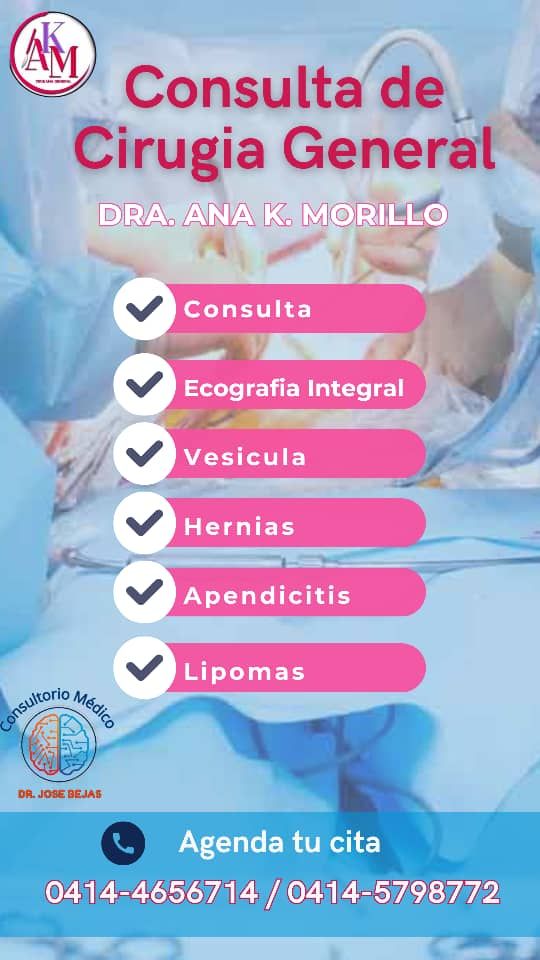 AKM
Consulta de
Cirugia General
DRA. ANA K. MORILLO
Consulta
Ecografia Integral
Vesicula
Hernias
Apendicitis
Lipomas
Consultorio Médico
DR. JOSE BEJAS
Agenda tu cita
0414-4656714 / 0414-5798772